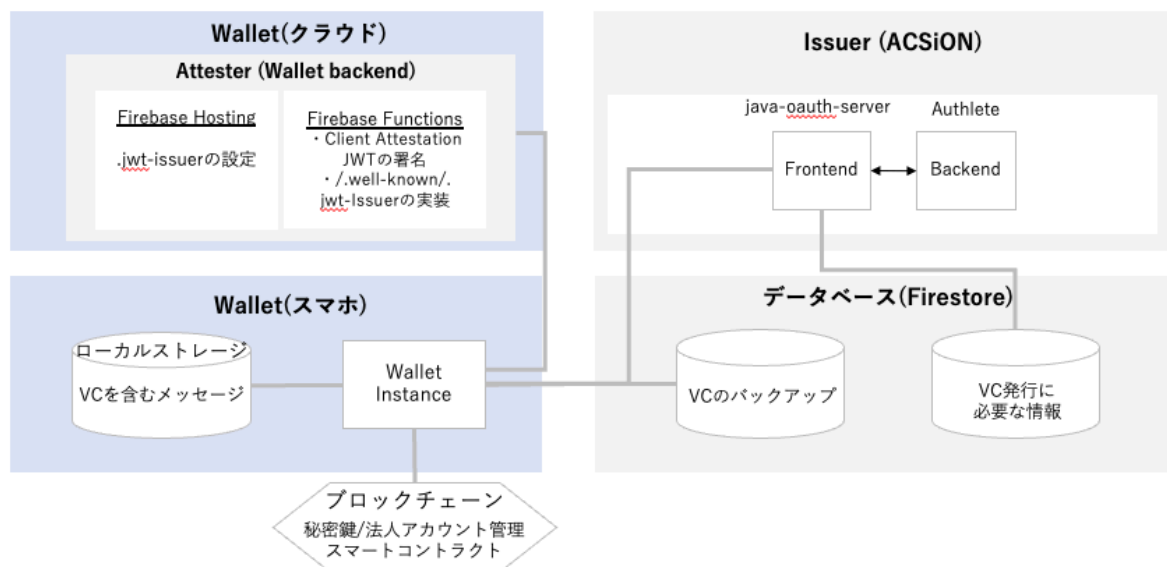 Wallet(クラウド)
Attester (Wallet backend)
Firebase Hosting
.jwt-issuerの設定
Firebase Functions
・Client Attestation
JWTの署名
・/.well-known/.
jwt-Issuerの実装
Issuer (ACSiON)
java-oauth-server
Authlete
Frontend
Backend
Wallet(スマホ)
ローカルストレージ
VCを含むメッセージ
Wallet
Instance
データベース(Firestore)
VCのバックアップ
VC発行に
必要な情報
ブロックチェーン
秘密鍵/法人アカウント管理
スマートコントラクト